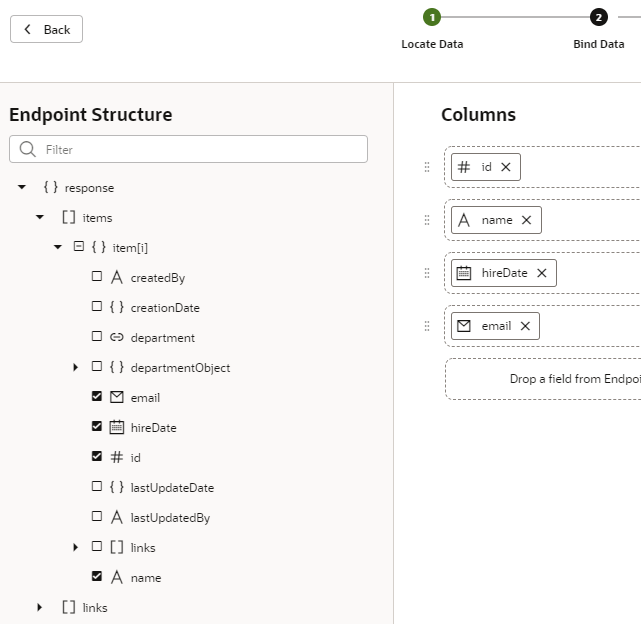 Back
1
2
Locate Data
Bind Data
Endpoint Structure
Filter
{ } response
[ ] items
{ } item[i]
createdBy
{ } creationDate
department
{ } departmentObject
email
hireDate
# id
{ } lastUpdateDate
lastUpdatedBy
[ ] links
name
[ ] links
Columns
# id
name
hireDate
email
Drop a field from Endpoi